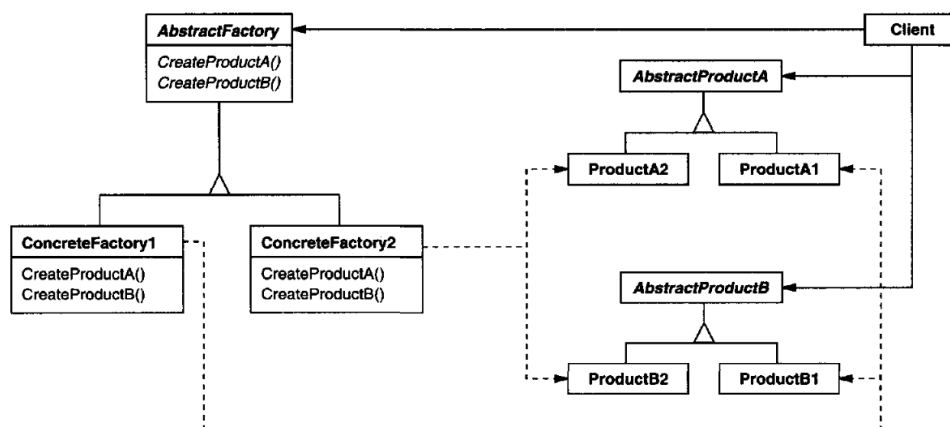 AbstractFactory
CreateProductA()
CreateProductB()
Client
AbstractProductA
ProductA2
ProductA1
ConcreteFactory1
CreateProductA()
CreateProductB()
ConcreteFactory2
CreateProductA()
CreateProductB()
AbstractProductB
ProductB2
ProductB1